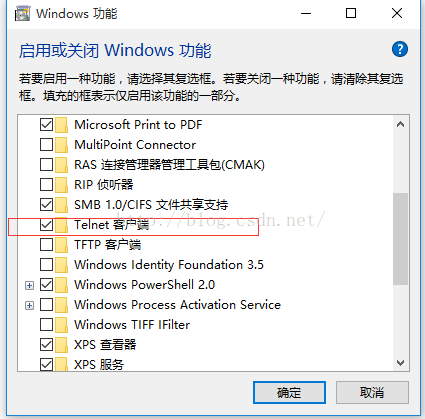 Windows 功能
启用或关闭 Windows 功能
若要启用一种功能，请选择其复选框。若要关闭一种功能，请清除其复选
框。填充的框表示仅启用该功能的一部分。
Microsoft Print to PDF
MultiPoint Connector
RAS 连接管理器管理工具包(CMAK)
RIP 侦听器
SMB 1.0/CIFS 文件共享支持
http://blog.csdn.net/
Telnet 客户端
TFTP 客户端
Windows Identity Foundation 3.5
Windows PowerShell 2.0
Windows Process Activation Service
Windows TIFF IFilter
XPS 查看器
XPS 服务
确定
取消